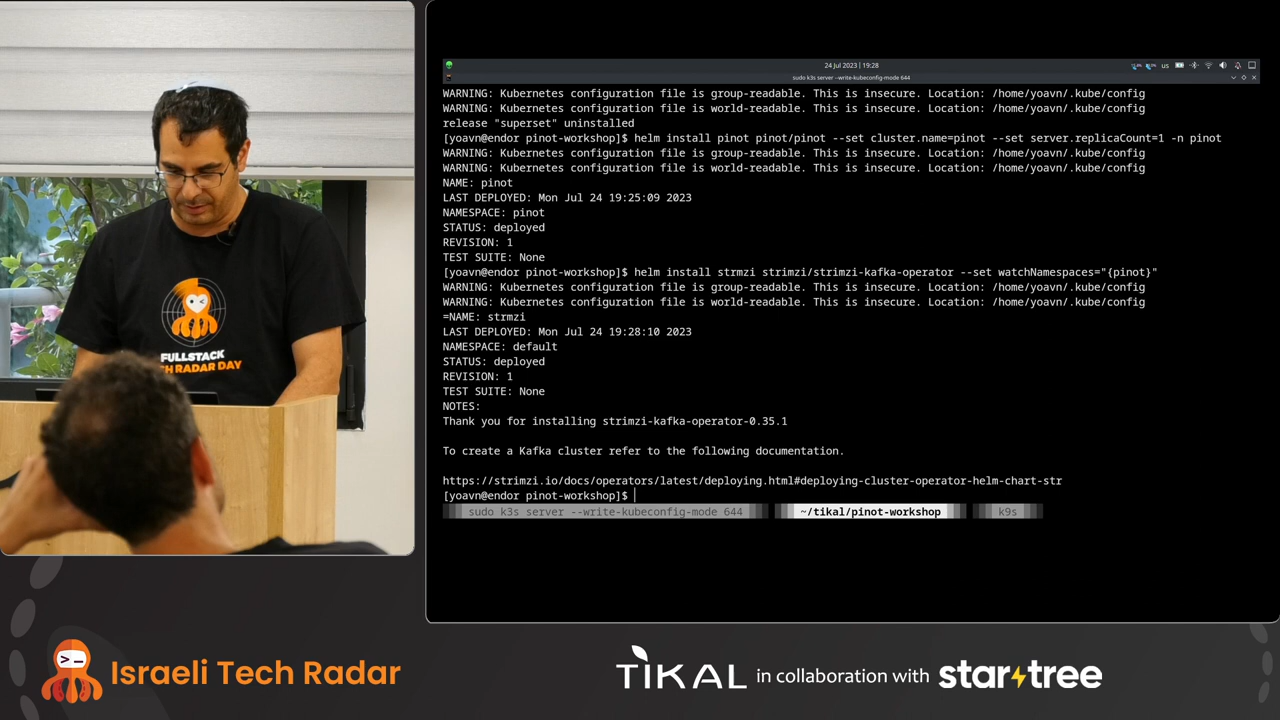 24 Jul 2023 | 19:28
us
sudo k3s server --write-kubeconfig-mode 644
WARNING: Kubernetes configuration file is group-readable. This is insecure. Location: /home/yoavn/.kube/config
WARNING: Kubernetes configuration file is world-readable. This is insecure. Location: /home/yoavn/.kube/config
release "superset" uninstalled
[yoavn@endor pinot-workshop]$ helm install pinot pinot/pinot --set cluster.name=pinot --set server.replicaCount=1 -n pinot
WARNING: Kubernetes configuration file is group-readable. This is insecure. Location: /home/yoavn/.kube/config
WARNING: Kubernetes configuration file is world-readable. This is insecure. Location: /home/yoavn/.kube/config
NAME: pinot
LAST DEPLOYED: Mon Jul 24 19:25:09 2023
NAMESPACE: pinot
STATUS: deployed
REVISION: 1
TEST SUITE: None
[yoavn@endor pinot-workshop]$ helm install strmzi strimzi/strimzi-kafka-operator --set watchNamespaces="{pinot}"
WARNING: Kubernetes configuration file is group-readable. This is insecure. Location: /home/yoavn/.kube/config
WARNING: Kubernetes configuration file is world-readable. This is insecure. Location: /home/yoavn/.kube/config
=NAME: strmzi
LAST DEPLOYED: Mon Jul 24 19:28:10 2023
NAMESPACE: default
STATUS: deployed
REVISION: 1
TEST SUITE: None
NOTES:
Thank you for installing strimzi-kafka-operator-0.35.1
To create a Kafka cluster refer to the following documentation.
https://strimzi.io/docs/operators/latest/deploying.html#deploying-cluster-operator-helm-chart-str
[yoavn@endor pinot-workshop]$
sudo k3s server --write-kubeconfig-mode 644 ~/tikal/pinot-workshop k9s
FULLSTACK
CH RADAR DAY
Israeli Tech Radar
TIKAL in collaboration with star tree